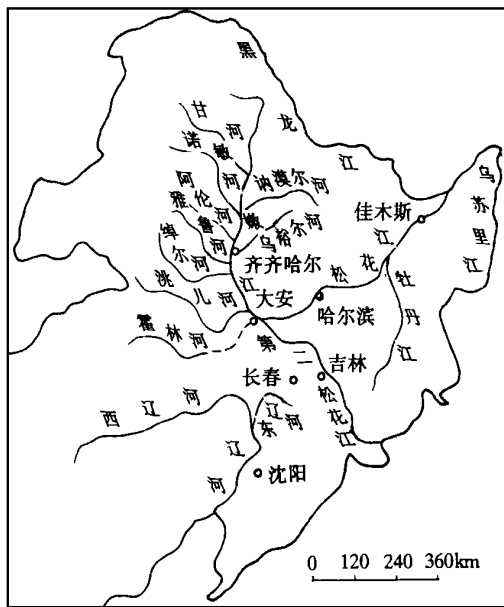 黑龙江
甘河
诺敏河
讷漠尔河
阿伦河
雅鲁河
乌裕尔河
嫩江
绰尔河
齐齐哈尔
洮儿河
大安
霍林河
松花江
哈尔滨
佳木斯
乌苏里江
牡丹江
第二松花江
吉林
长春
西辽河
东辽河
辽河
沈阳
0 120 240 360km